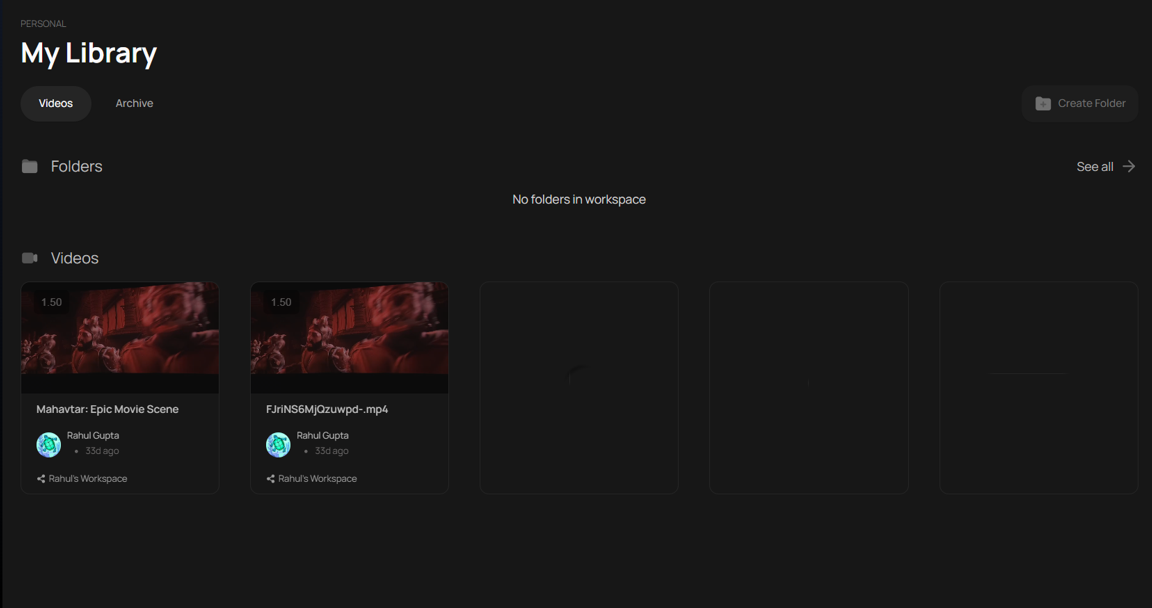 PERSONAL
My Library
Videos
Archive
Create Folder
Folders
See all
No folders in workspace
Videos
1.50
1.50
Mahavtar: Epic Movie Scene
Rahul Gupta
• 33d ago
Rahul's Workspace
FJriNS6MjQzuwpd-.mp4
Rahul Gupta
• 33d ago
Rahul's Workspace